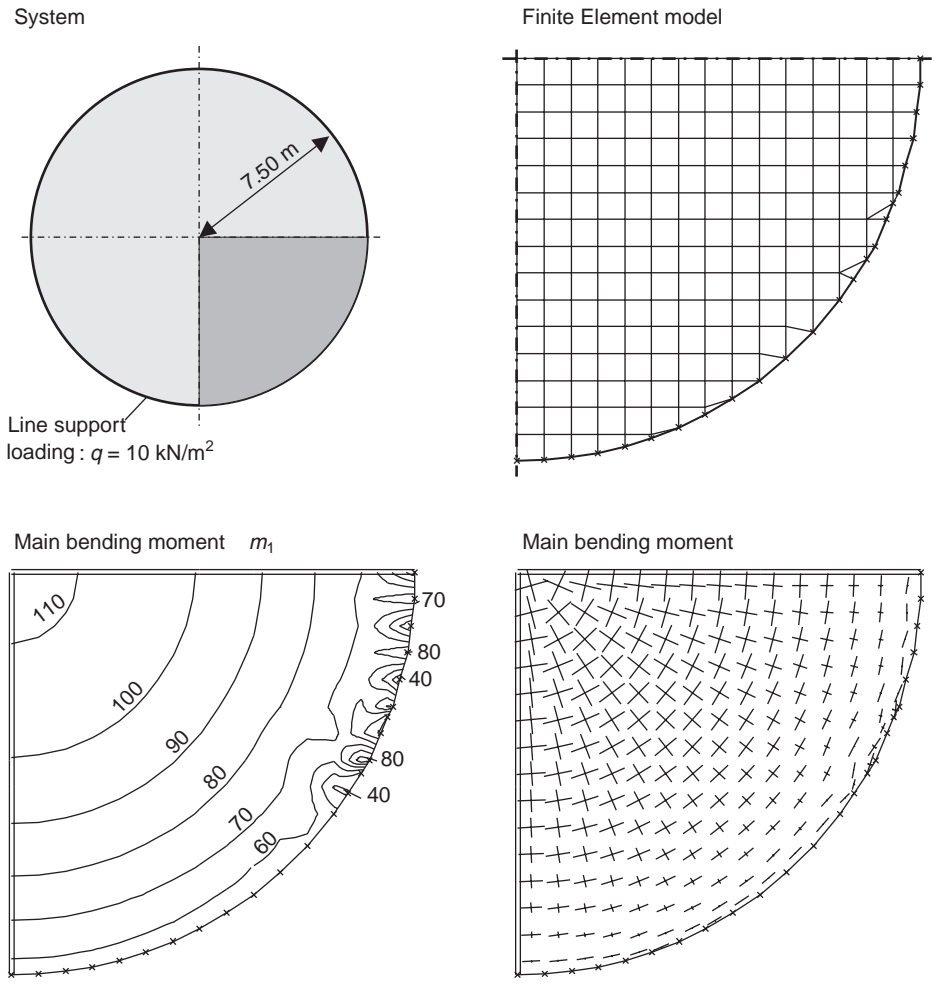 System
Finite Element model
7.50 m
Line support
loading : q = 10 kN/m²
Main bending moment m₁
Main bending moment
110
100
90
80
70
60
70
80
40
80
40